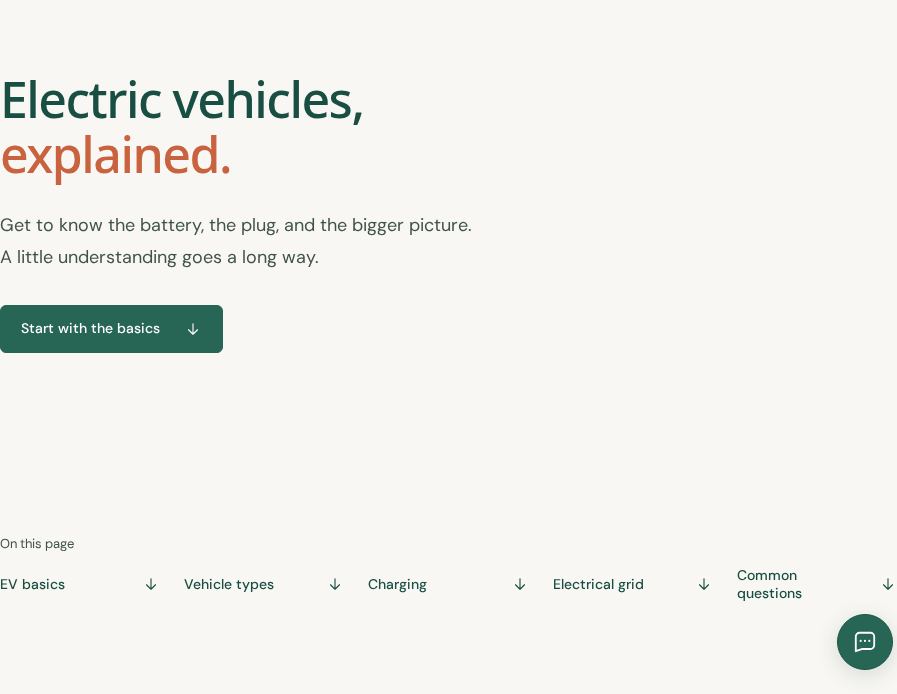 Electric vehicles,
explained.
Get to know the battery, the plug, and the bigger picture.
A little understanding goes a long way.
Start with the basics
On this page
EV basics
Vehicle types
Charging
Electrical grid
Common
questions